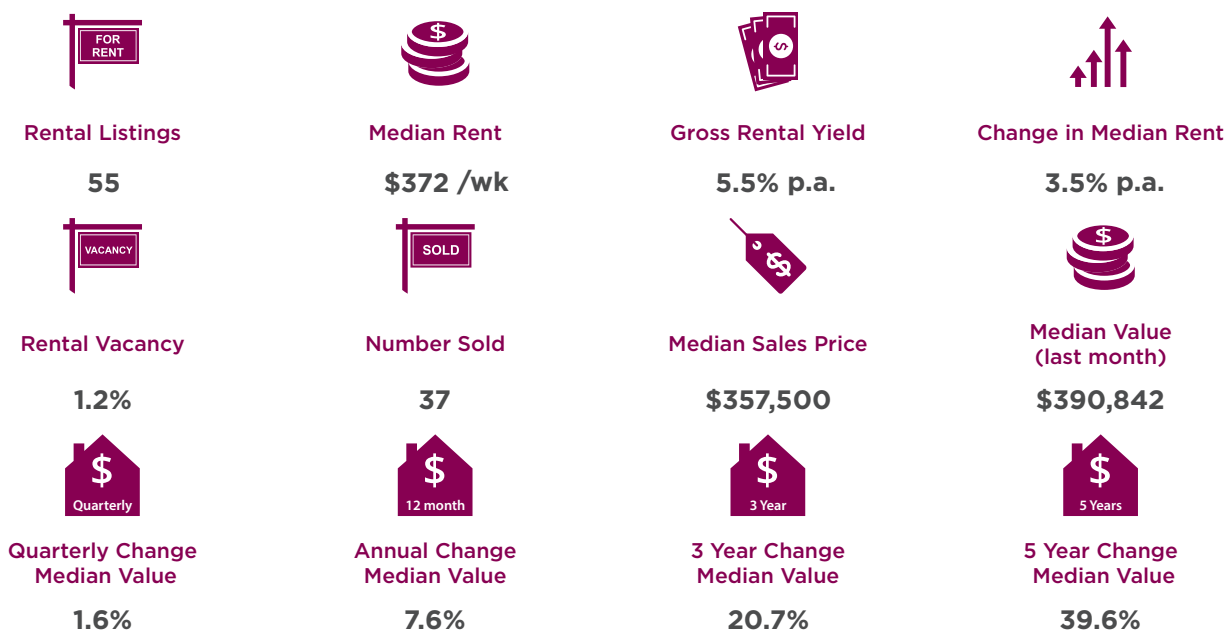 FOR
RENT
$
$
Rental Listings
Median Rent
Gross Rental Yield
Change in Median Rent
55
$372 /wk
5.5% p.a.
3.5% p.a.
VACANCY
SOLD
$
$
Rental Vacancy
Number Sold
Median Sales Price
Median Value
(last month)
1.2%
37
$357,500
$390,842
$
Quarterly
$
12 month
$
3 Year
$
5 Years
Quarterly Change
Median Value
Annual Change
Median Value
3 Year Change
Median Value
5 Year Change
Median Value
1.6%
7.6%
20.7%
39.6%